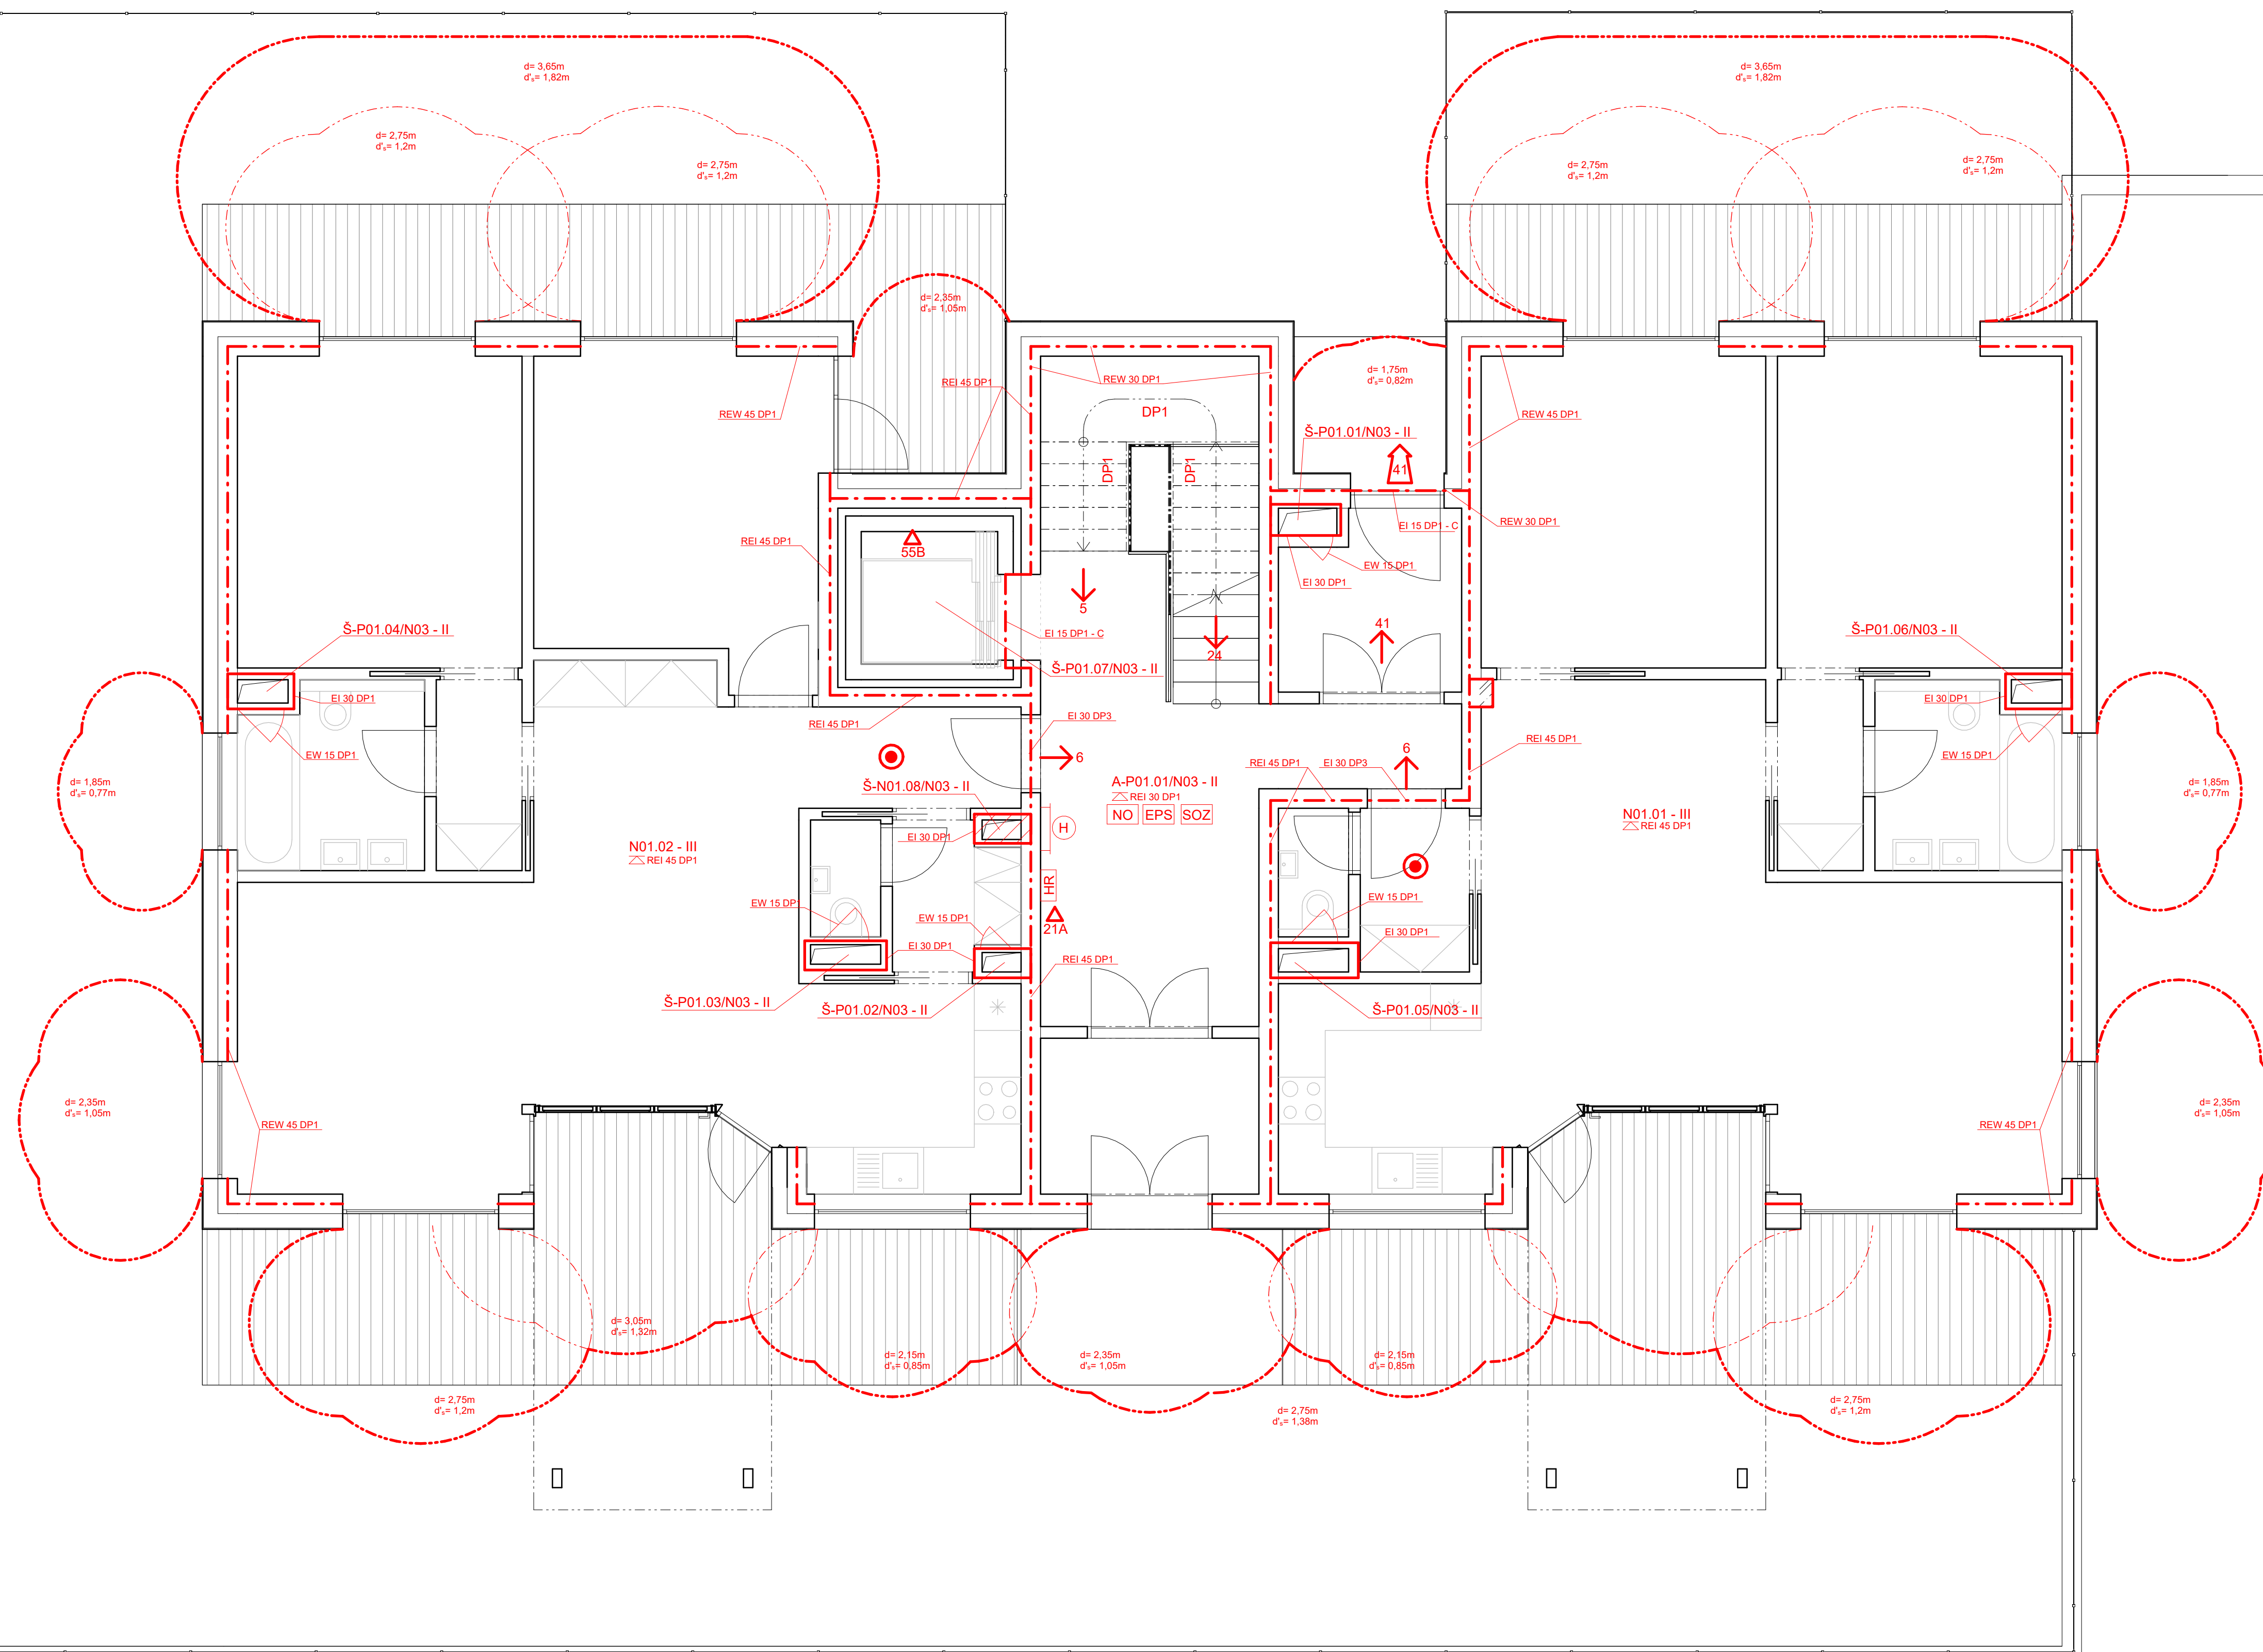 d= 3,65m
d's= 1,82m
d= 3,65m
d's= 1,82m
d= 2,75m
d's= 1,2m
d= 2,75m
d's= 1,2m
d= 2,75m
d's= 1,2m
d= 2,75m
d's= 1,2m
d= 2,35m
d's= 1,05m
d= 1,75m
d's= 0,82m
REI 45 DP1
REW 30 DP1
REW 45 DP1
DP1
REW 45 DP1
Š-P01.01/N03 - II
DP1
DP1
41
REW 30 DP1
EI 15 DP1 - C
REI 45 DP1
55B
EW 15 DP1
EI 30 DP1
5
Š-P01.04/N03 - II
EI 15 DP1 - C
41
Š-P01.06/N03 - II
24
Š-P01.07/N03 - II
EI 30 DP1
EI 30 DP1
REI 45 DP1
EI 30 DP3
REI 45 DP1
EW 15 DP1
6
6
EW 15 DP1
REI 45 DP1
EI 30 DP3
d= 1,85m
d's= 0,77m
Š-N01.08/N03 - II
A-P01.01/N03 - II
REI 30 DP1
d= 1,85m
d's= 0,77m
NO
EPS
SOZ
N01.01 - III
REI 45 DP1
H
EI 30 DP1
N01.02 - III
REI 45 DP1
HR
EW 15 DP1
EW 15 DP1
EW 15 DP1
21A
EI 30 DP1
EI 30 DP1
REI 45 DP1
Š-P01.03/N03 - II
Š-P01.02/N03 - II
Š-P01.05/N03 - II
d= 2,35m
d's= 1,05m
d= 2,35m
d's= 1,05m
REW 45 DP1
REW 45 DP1
d= 3,05m
d's= 1,32m
d= 2,15m
d's= 0,85m
d= 2,35m
d's= 1,05m
d= 2,15m
d's= 0,85m
d= 2,75m
d's= 1,2m
d= 2,75m
d's= 1,38m
d= 2,75m
d's= 1,2m